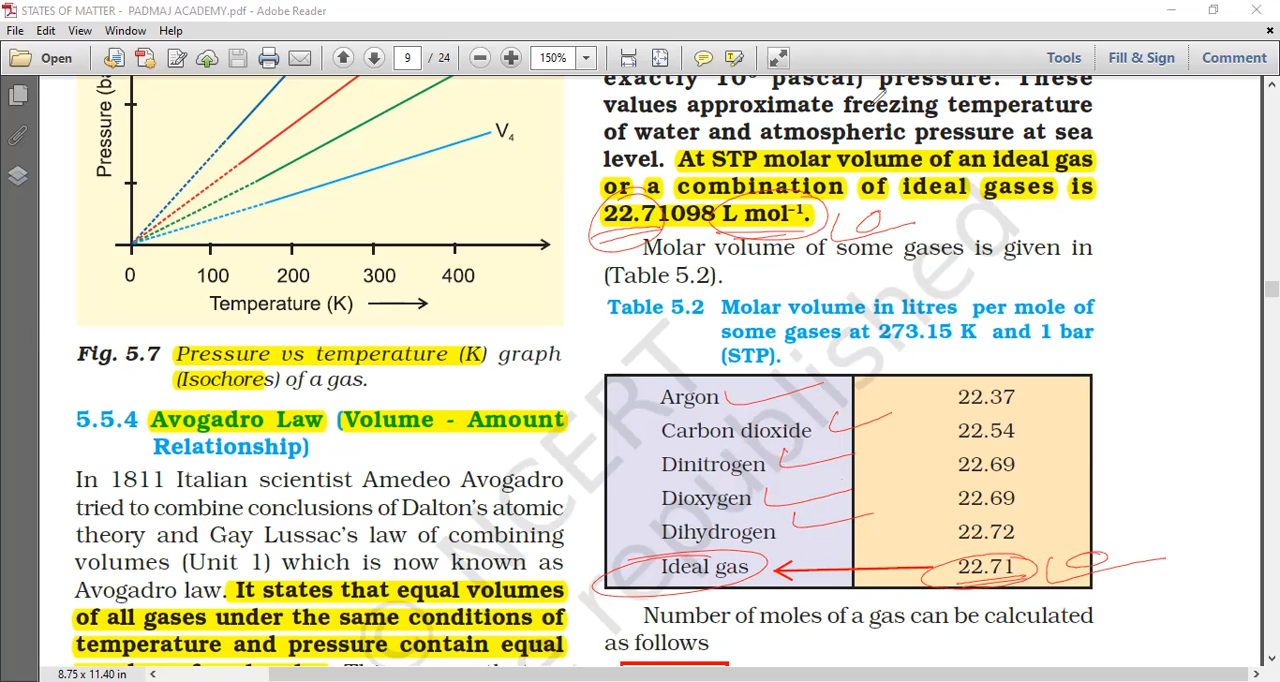 STATES OF MATTER - PADMAJ ACADEMY.pdf - Adobe Reader
File Edit View Window Help
Open 9 / 24 150% Tools Fill & Sign Comment
Pressure (ba
V4
0 100 200 300 400
Temperature (K)
Fig. 5.7 Pressure vs temperature (K) graph
(Isochores) of a gas.
5.5.4 Avogadro Law (Volume - Amount
Relationship)
In 1811 Italian scientist Amedeo Avogadro
tried to combine conclusions of Dalton's atomic
theory and Gay Lussac's law of combining
volumes (Unit 1) which is now known as
Avogadro law. It states that equal volumes
of all gases under the same conditions of
temperature and pressure contain equal
exactly 10 pascal) pressure. These
values approximate freezing temperature
of water and atmospheric pressure at sea
level. At STP molar volume of an ideal gas
or a combination of ideal gases is
22.71098 L mol⁻¹.
Molar volume of some gases is given in
(Table 5.2).
Table 5.2 Molar volume in litres per mole of
some gases at 273.15 K and 1 bar
(STP).
Argon 22.37
Carbon dioxide 22.54
Dinitrogen 22.69
Dioxygen 22.69
Dihydrogen 22.72
Ideal gas 22.71
Number of moles of a gas can be calculated
as follows
© NCERT
republished
8.75 x 11.40 in